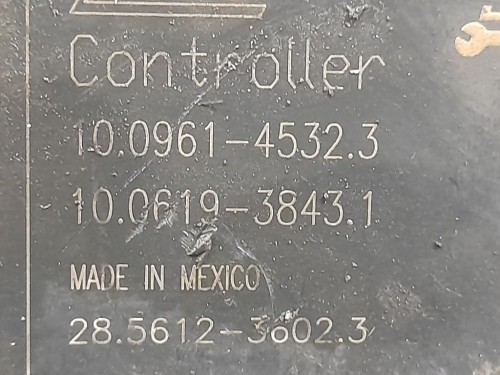 Controller
10.0961-4532.3
10.0619-3843.1
MADE IN MEXICO
28.5612-3602.3